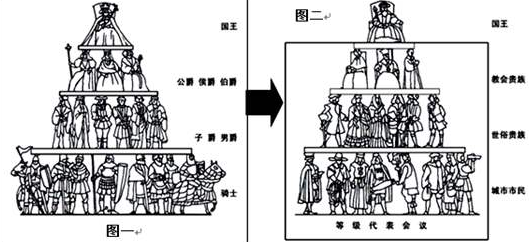 国王
公爵 侯爵 伯爵
子爵 男爵
骑士
图一
图二
国王
教会贵族
世俗贵族
城市市民
等级代表会议